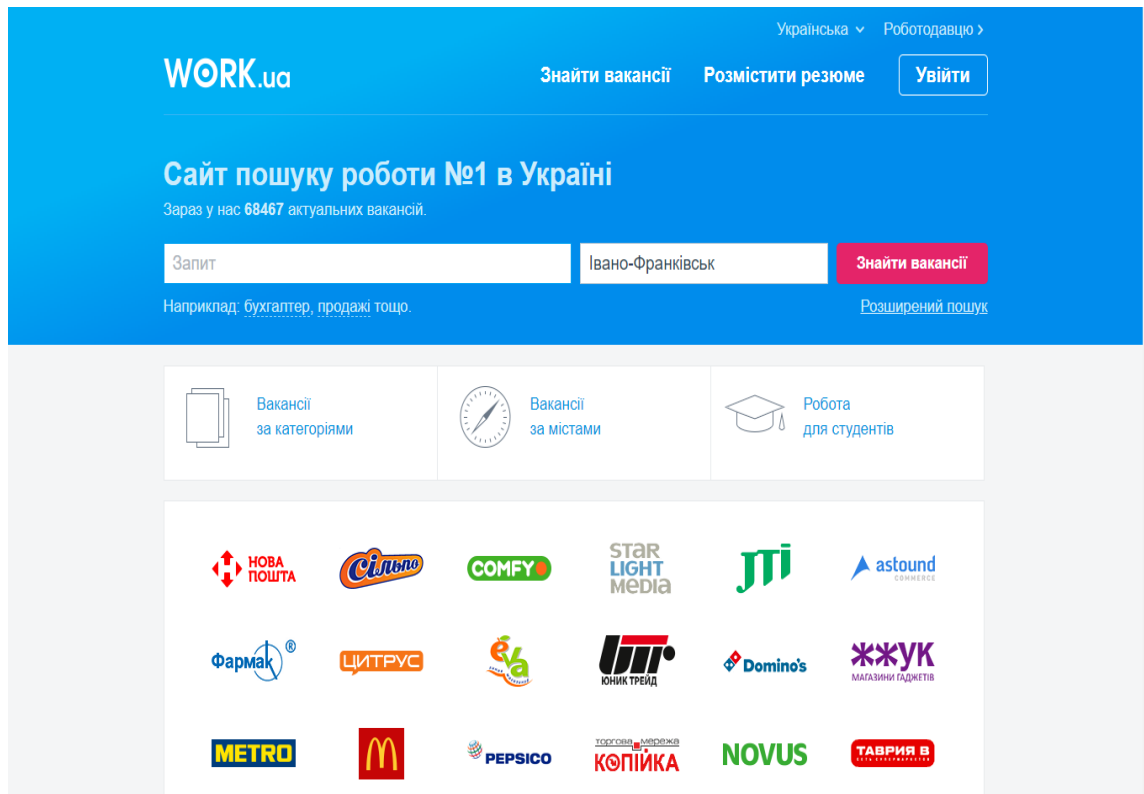 Українська
Роботодавцю
WORK.ua
Знайти вакансії
Розмістити резюме
Увійти
Сайт пошуку роботи №1 в Україні
Зараз у нас 68467 актуальних вакансій.
Запит
Івано-Франківськ
Знайти вакансії
Наприклад: бухгалтер, продажі тощо.
Розширений пошук
Вакансії
за категоріями
Вакансії
за містами
Робота
для студентів
НОВА
ПОШТА
Сільпо
COMFY
STAR
LIGHT
MEDIA
JTI
astound
COMMERCE
Фармак®
ЦИТРУС
eva
ЮНИК ТРЕЙД
Domino's
ЖЖУК
МАГАЗИНИ ГАДЖЕТІВ
METRO
PEPSICO
торгова мережа
КОПІЙКА
NOVUS
ТАВРИЯ В